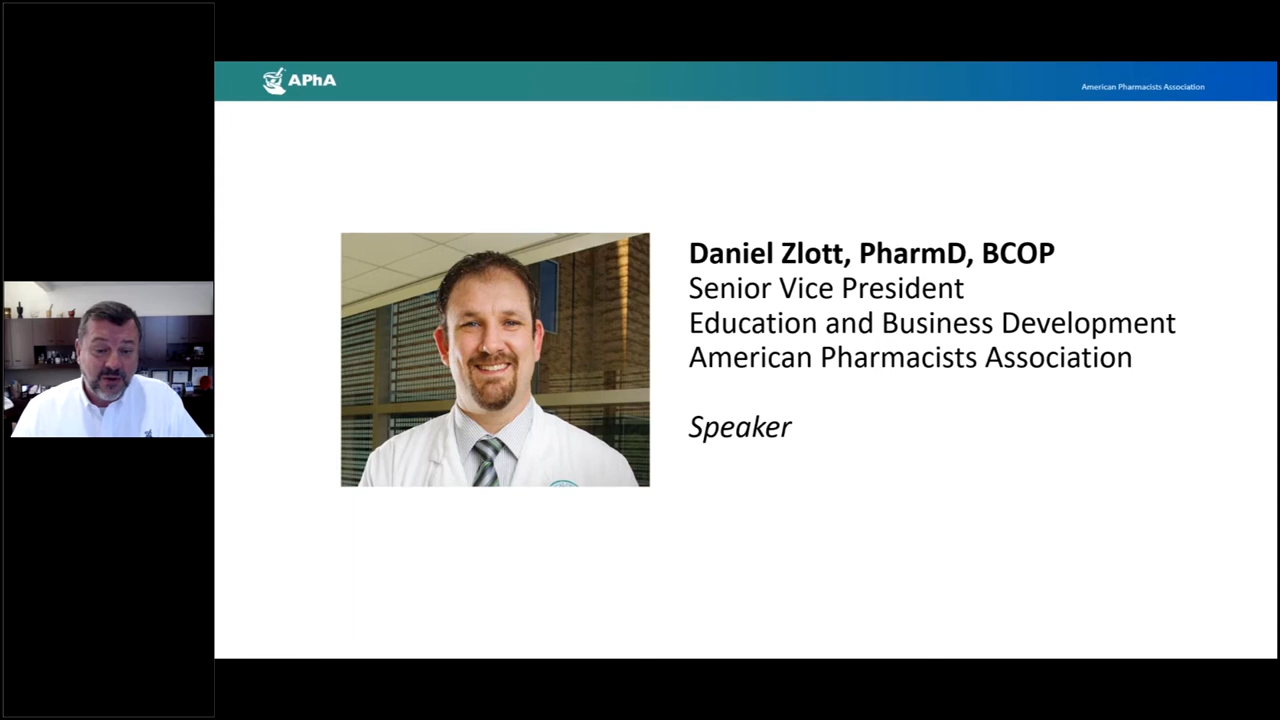 APhA
American Pharmacists Association
Daniel Zlott, PharmD, BCOP
Senior Vice President
Education and Business Development
American Pharmacists Association
Speaker